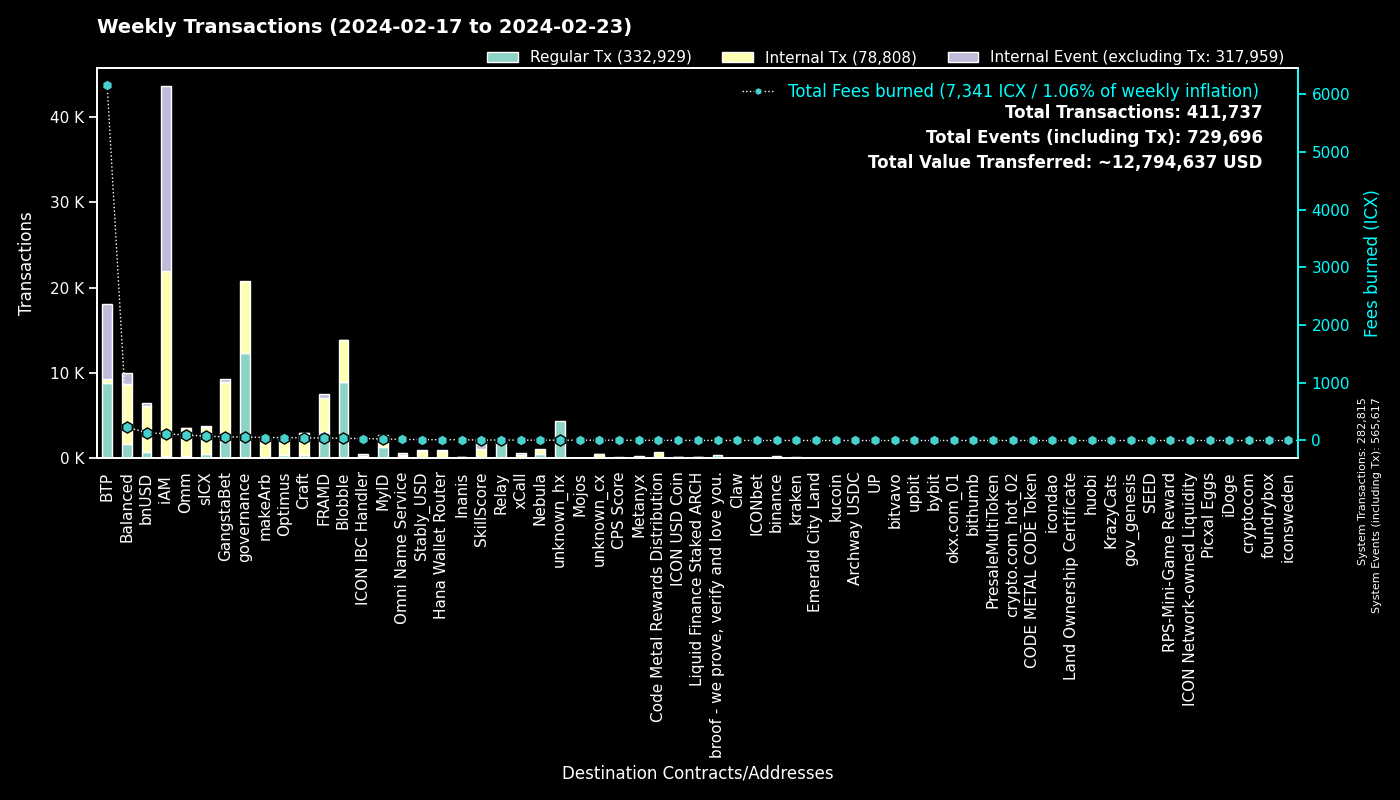 Weekly Transactions (2024-02-17 to 2024-02-23)
Regular Tx (332,929)
Internal Tx (78,808)
Internal Event (excluding Tx: 317,959)
Total Fees burned (7,341 ICX / 1.06% of weekly inflation)
Total Transactions: 411,737
Total Events (including Tx): 729,696
Total Value Transferred: ~12,794,637 USD
Transactions
40 K
30 K
20 K
10 K
0 K
6000
5000
4000
3000
2000
1000
0
Fees burned (ICX)
System Transactions: 282,815
System Events (including Tx): 565,617
BTP
Balanced
bnUSD
iAM
Omm
sICX
GangstaBet
governance
makeArb
Optimus
Craft
FRAMD
Blobble
ICON IBC Handler
MyID
Omni Name Service
Stably_USD
Hana Wallet Router
Inanis
SkillScore
Relay
xCall
Nebula
unknown_hx
Mojos
unknown_cx
CPS Score
Metanyx
Code Metal Rewards Distribution
ICON USD Coin
Liquid Finance Staked ARCH
broof - we prove, verify and love you.
Claw
ICONbet
binance
kraken
Emerald City Land
kucoin
Archway USDC
UP
bitvavo
upbit
bybit
okx.com_01
bithumb
PresaleMultiToken
crypto.com_hot_02
CODE METAL CODE Token
icondao
Land Ownership Certificate
huobi
KrazyCats
gov_genesis
SEED
RPS-Mini-Game Reward
ICON Network-owned Liquidity
Picxal Eggs
iDoge
cryptocom
foundrybox
iconsweden
Destination Contracts/Addresses